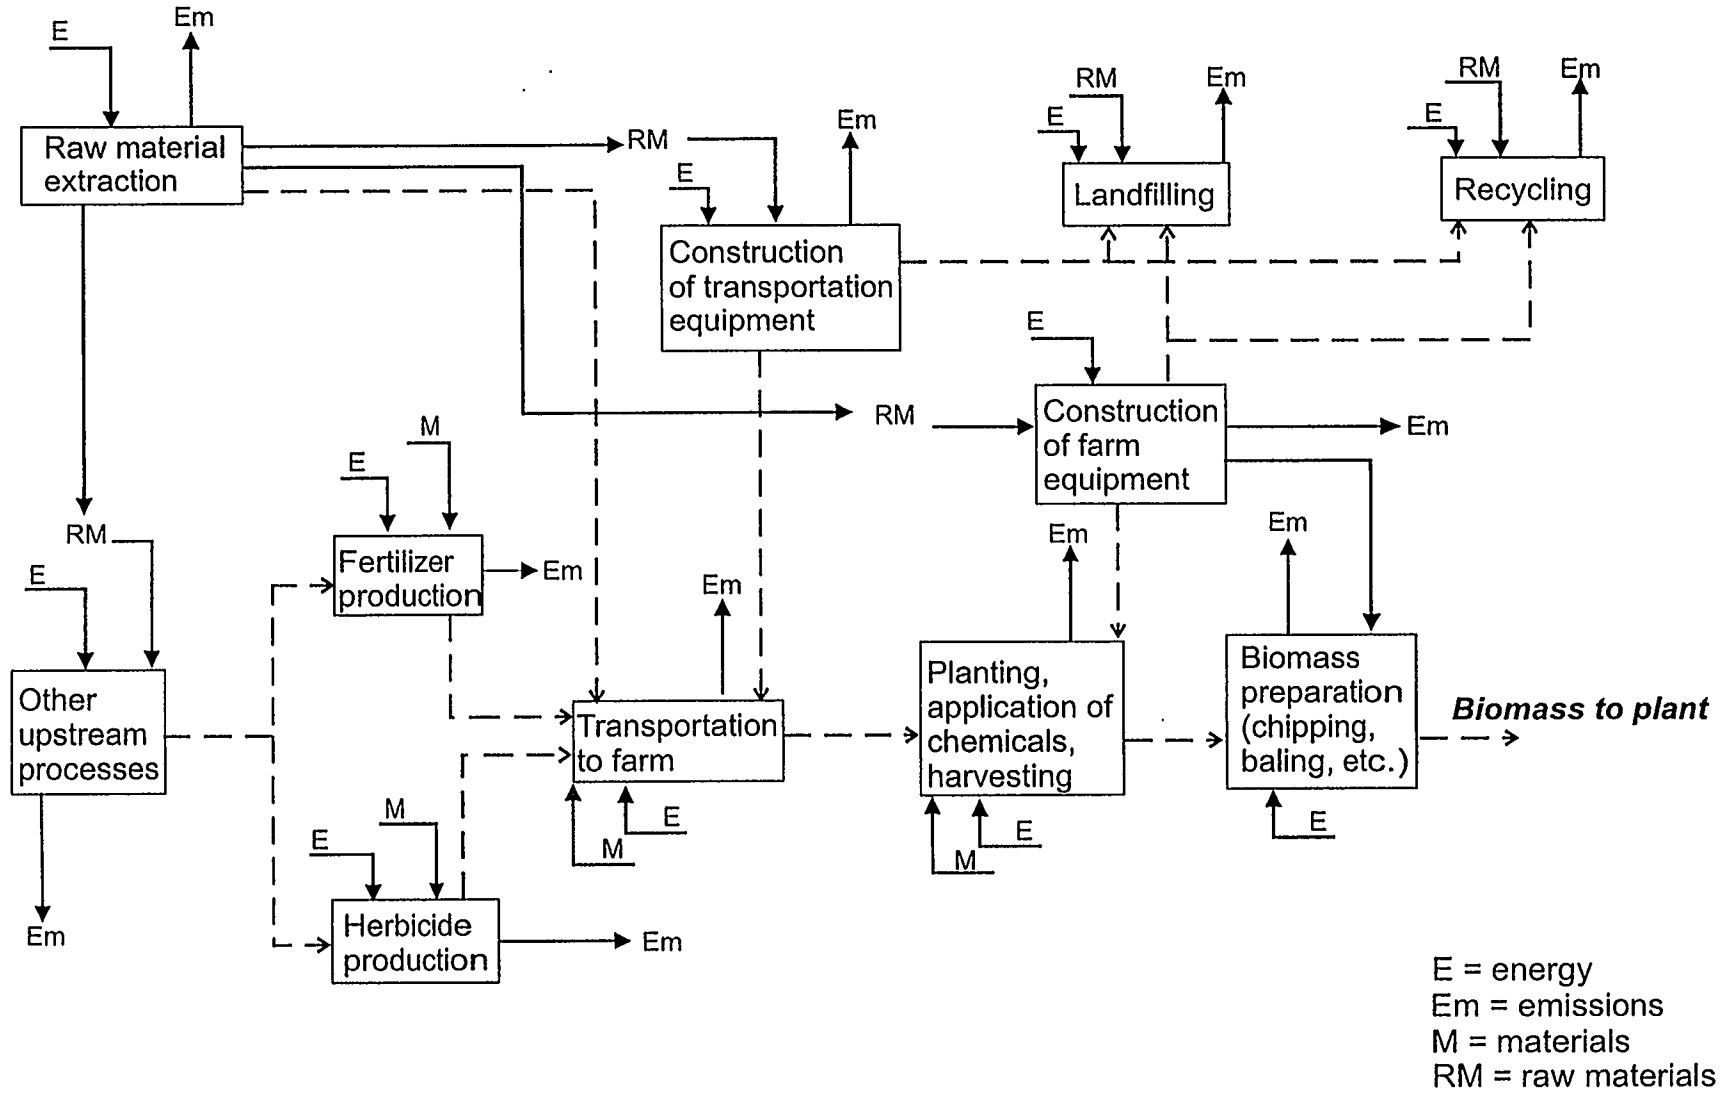 E
Em
Raw material
extraction
RM
E
Em
Construction
of transportation
equipment
RM
E
Em
Landfilling
RM
E
Em
Recycling
E
RM
Construction
of farm
equipment
Em
M
E
Fertilizer
production
Em
RM
E
Other
upstream
processes
Em
M
E
Herbicide
production
Em
Em
Transportation
to farm
E
M
Em
Planting,
application of
chemicals,
harvesting
E
M
Em
Biomass
preparation
(chipping,
baling, etc.)
E
Biomass to plant
E = energy
Em = emissions
M = materials
RM = raw materials